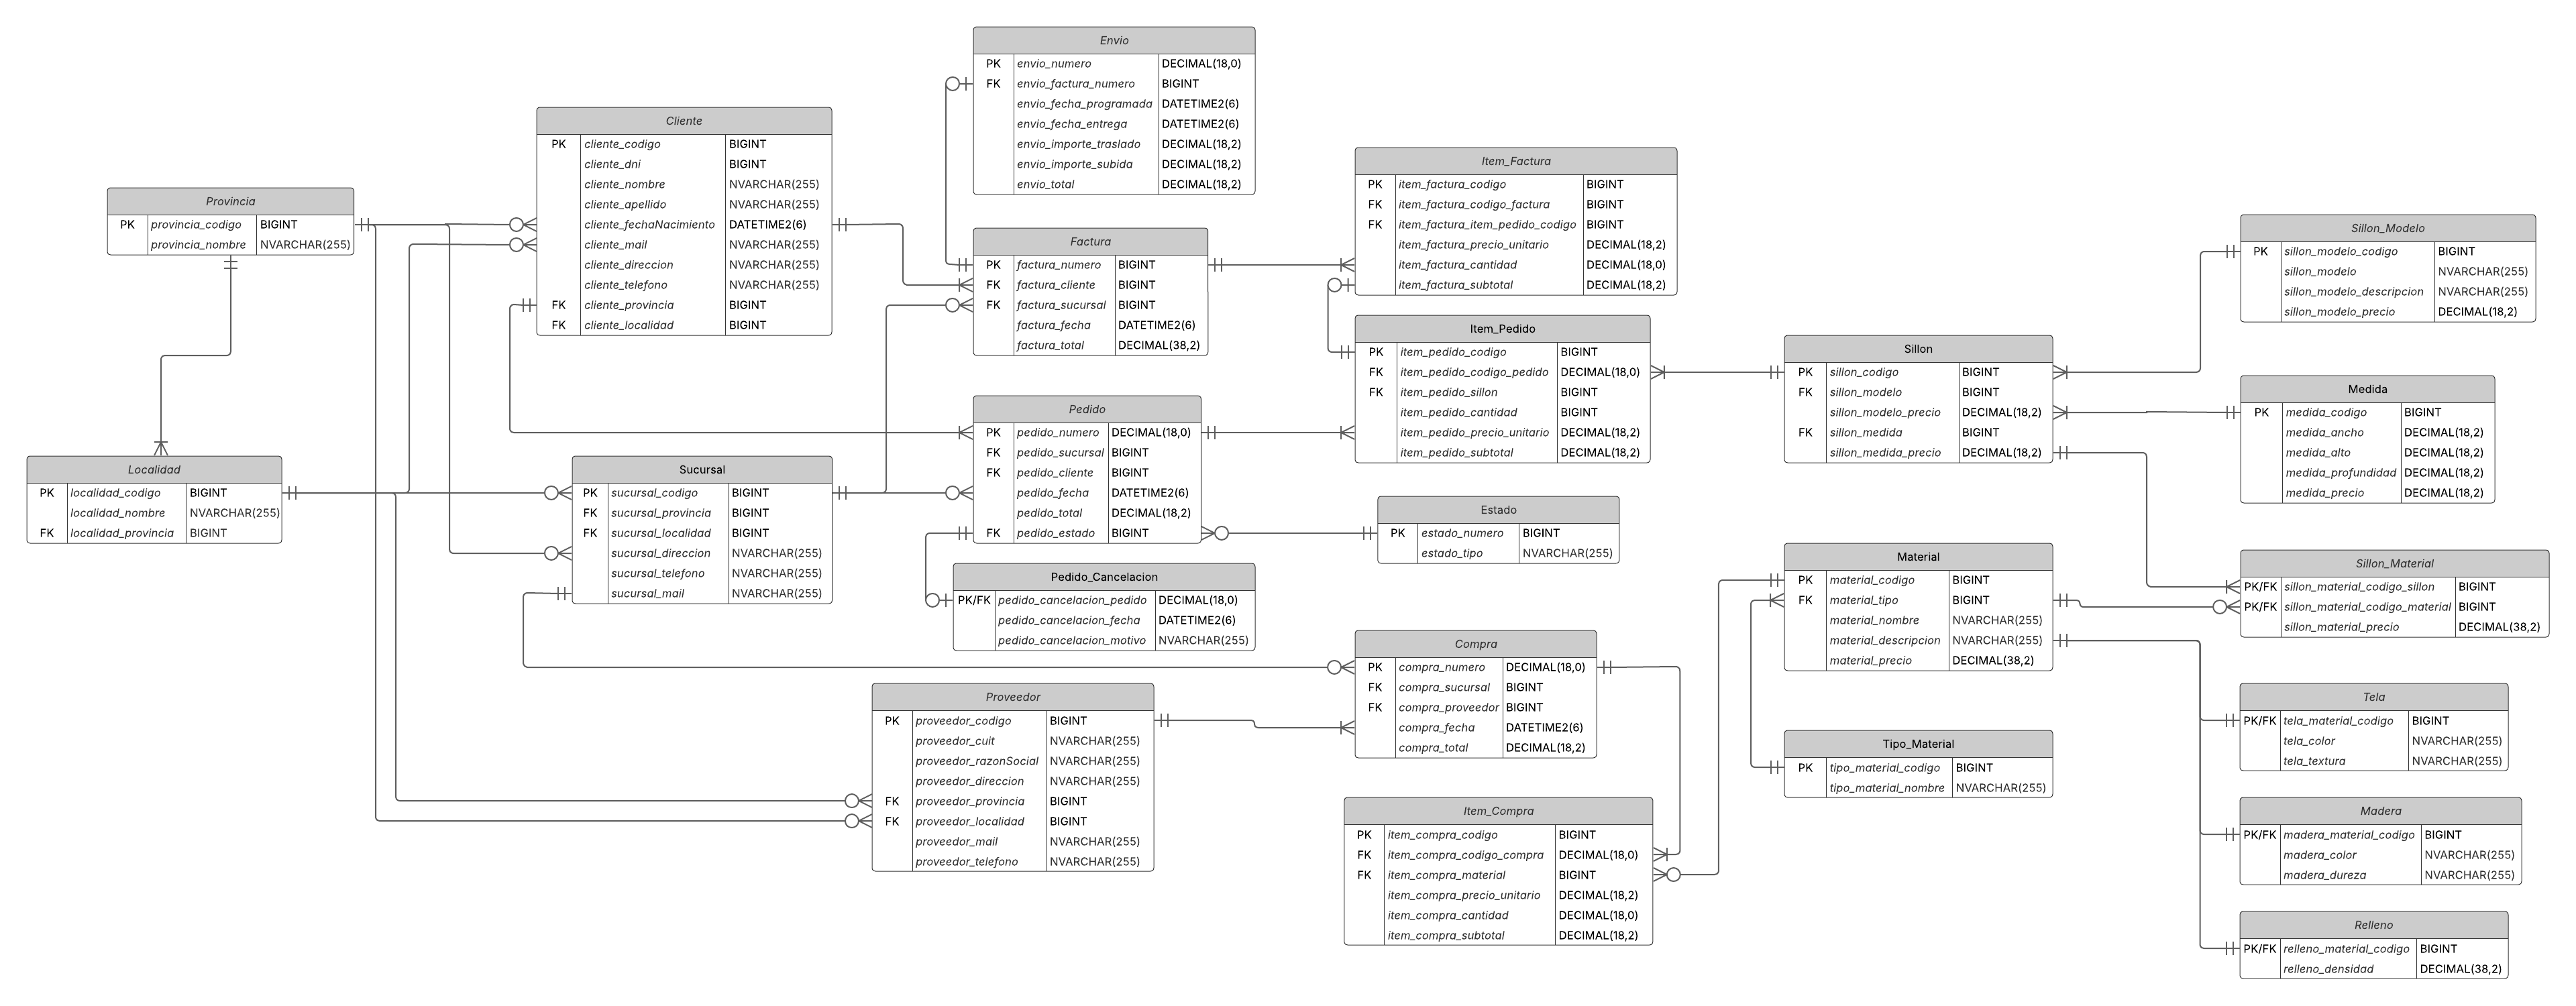 Envio
PK envio_numero DECIMAL(18,0)
FK envio_factura_numero BIGINT
envio_fecha_programada DATETIME2(6)
envio_fecha_entrega DATETIME2(6)
envio_importe_traslado DECIMAL(18,2)
envio_importe_subida DECIMAL(18,2)
envio_total DECIMAL(18,2)
Cliente
PK cliente_codigo BIGINT
cliente_dni BIGINT
cliente_nombre NVARCHAR(255)
cliente_apellido NVARCHAR(255)
cliente_fechaNacimiento DATETIME2(6)
cliente_mail NVARCHAR(255)
cliente_direccion NVARCHAR(255)
cliente_telefono NVARCHAR(255)
FK cliente_provincia BIGINT
FK cliente_localidad BIGINT
Provincia
PK provincia_codigo BIGINT
provincia_nombre NVARCHAR(255)
Item_Factura
PK item_factura_codigo BIGINT
FK item_factura_codigo_factura BIGINT
FK item_factura_item_pedido_codigo BIGINT
item_factura_precio_unitario DECIMAL(18,2)
item_factura_cantidad DECIMAL(18,0)
item_factura_subtotal DECIMAL(18,2)
Factura
PK factura_numero BIGINT
FK factura_cliente BIGINT
FK factura_sucursal BIGINT
factura_fecha DATETIME2(6)
factura_total DECIMAL(38,2)
Sillon_Modelo
PK sillon_modelo_codigo BIGINT
sillon_modelo NVARCHAR(255)
sillon_modelo_descripcion NVARCHAR(255)
sillon_modelo_precio DECIMAL(18,2)
Item_Pedido
PK item_pedido_codigo BIGINT
FK item_pedido_codigo_pedido DECIMAL(18,0)
FK item_pedido_sillon BIGINT
item_pedido_cantidad BIGINT
item_pedido_precio_unitario DECIMAL(18,2)
item_pedido_subtotal DECIMAL(18,2)
Sillon
PK sillon_codigo BIGINT
FK sillon_modelo BIGINT
sillon_modelo_precio DECIMAL(18,2)
FK sillon_medida BIGINT
sillon_medida_precio DECIMAL(18,2)
Medida
PK medida_codigo BIGINT
medida_ancho DECIMAL(18,2)
medida_alto DECIMAL(18,2)
medida_profundidad DECIMAL(18,2)
medida_precio DECIMAL(18,2)
Pedido
PK pedido_numero DECIMAL(18,0)
FK pedido_sucursal BIGINT
FK pedido_cliente BIGINT
pedido_fecha DATETIME2(6)
pedido_total DECIMAL(18,2)
FK pedido_estado BIGINT
Localidad
PK localidad_codigo BIGINT
localidad_nombre NVARCHAR(255)
FK localidad_provincia BIGINT
Sucursal
PK sucursal_codigo BIGINT
FK sucursal_provincia BIGINT
FK sucursal_localidad BIGINT
sucursal_direccion NVARCHAR(255)
sucursal_telefono NVARCHAR(255)
sucursal_mail NVARCHAR(255)
Estado
PK estado_numero BIGINT
estado_tipo NVARCHAR(255)
Pedido_Cancelacion
PK/FK pedido_cancelacion_pedido DECIMAL(18,0)
pedido_cancelacion_fecha DATETIME2(6)
pedido_cancelacion_motivo NVARCHAR(255)
Material
PK material_codigo BIGINT
FK material_tipo BIGINT
material_nombre NVARCHAR(255)
material_descripcion NVARCHAR(255)
material_precio DECIMAL(38,2)
Sillon_Material
PK/FK sillon_material_codigo_sillon BIGINT
PK/FK sillon_material_codigo_material BIGINT
sillon_material_precio DECIMAL(38,2)
Compra
PK compra_numero DECIMAL(18,0)
FK compra_sucursal BIGINT
FK compra_proveedor BIGINT
compra_fecha DATETIME2(6)
compra_total DECIMAL(18,2)
Proveedor
PK proveedor_codigo BIGINT
proveedor_cuit NVARCHAR(255)
proveedor_razonSocial NVARCHAR(255)
proveedor_direccion NVARCHAR(255)
FK proveedor_provincia BIGINT
FK proveedor_localidad BIGINT
proveedor_mail NVARCHAR(255)
proveedor_telefono NVARCHAR(255)
Tela
PK/FK tela_material_codigo BIGINT
tela_color NVARCHAR(255)
tela_textura NVARCHAR(255)
Tipo_Material
PK tipo_material_codigo BIGINT
tipo_material_nombre NVARCHAR(255)
Item_Compra
PK item_compra_codigo BIGINT
FK item_compra_codigo_compra DECIMAL(18,0)
FK item_compra_material BIGINT
item_compra_precio_unitario DECIMAL(18,2)
item_compra_cantidad DECIMAL(18,0)
item_compra_subtotal DECIMAL(18,2)
Madera
PK/FK madera_material_codigo BIGINT
madera_color NVARCHAR(255)
madera_dureza NVARCHAR(255)
Relleno
PK/FK relleno_material_codigo BIGINT
relleno_densidad DECIMAL(38,2)